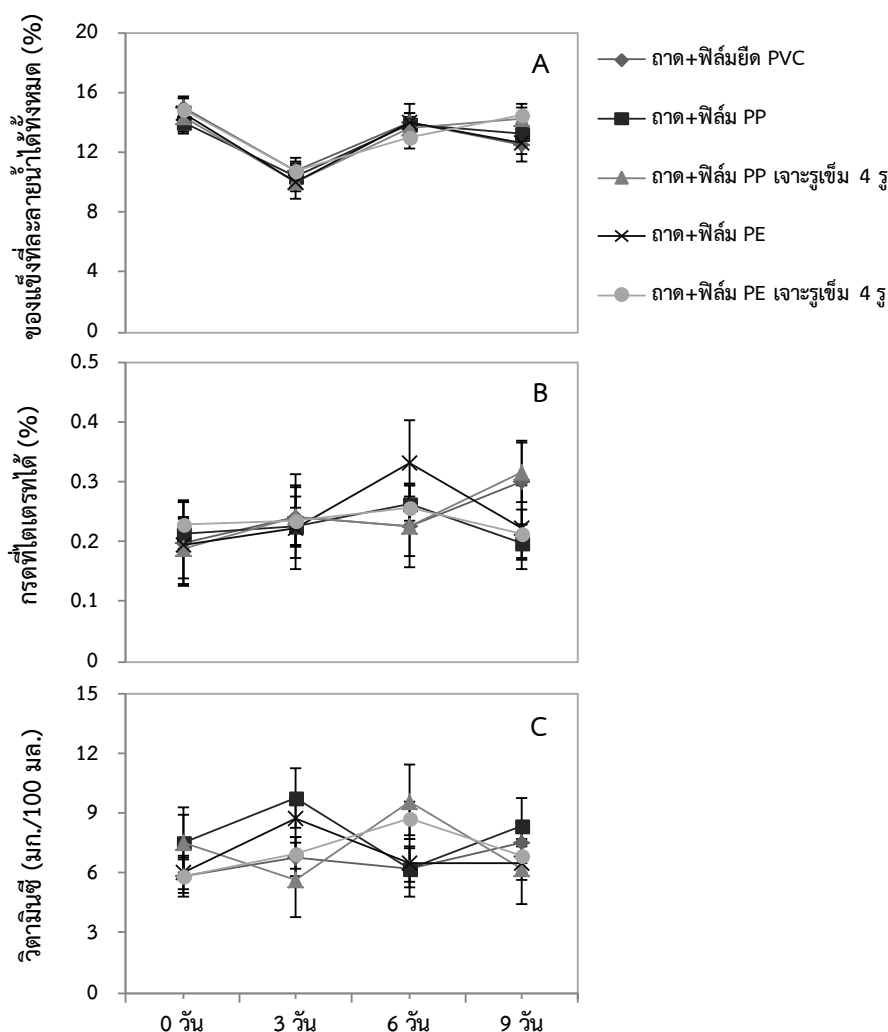 ของแข็งที่ละลายน้ำได้ทั้งหมด (%)
20
16
12
8
4
0
A
ถาด+ฟิล์มยืด PVC
ถาด+ฟิล์ม PP
ถาด+ฟิล์ม PP เจาะรูเข็ม 4 รู
ถาด+ฟิล์ม PE
ถาด+ฟิล์ม PE เจาะรูเข็ม 4 รู
กรดที่ไตเตรทได้ (%)
0.5
0.4
0.3
0.2
0.1
0
B
วิตามินซี (มก./100 มล.)
15
12
9
6
3
0
C
0 วัน 3 วัน 6 วัน 9 วัน